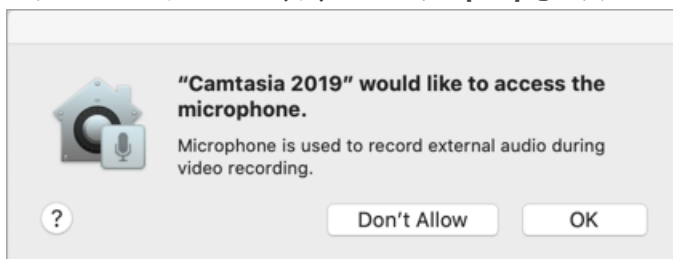 “Camtasia 2019” would like to access the
microphone.
Microphone is used to record external audio during
video recording.
?
Don’t Allow
OK